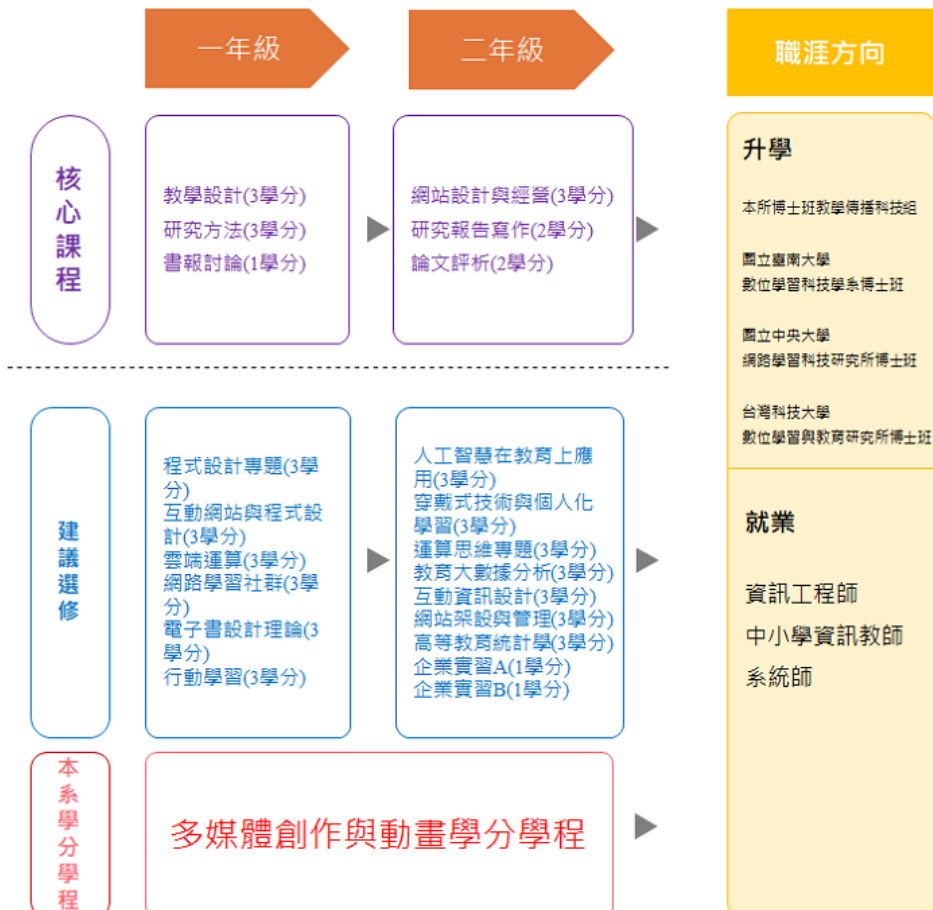 一年級
二年級
職涯方向
核
心
課
程
教學設計(3學分)
研究方法(3學分)
書報討論(1學分)
網站設計與經營(3學分)
研究報告寫作(2學分)
論文評析(2學分)
建
議
選
修
程式設計專題(3學
分)
互動網站與程式設
計(3學分)
雲端運算(3學分)
網路學習社群(3學
分)
電子書設計理論(3
學分)
行動學習(3學分)
人工智慧在教育上應
用(3學分)
穿戴式技術與個人化
學習(3學分)
運算思維專題(3學分)
教育大數據分析(3學分)
互動資訊設計(3學分)
網站架設與管理(3學分)
高等教育統計學(3學分)
企業實習A(1學分)
企業實習B(1學分)
本
系
學
分
學
程
多媒體創作與動畫學分學程
升學
本所博士班教學傳播科技組
國立臺南大學
數位學習科技學系博士班
國立中央大學
網路學習科技研究所博士班
台灣科技大學
數位學習與教育研究所博士班
就業
資訊工程師
中小學資訊教師
系統師